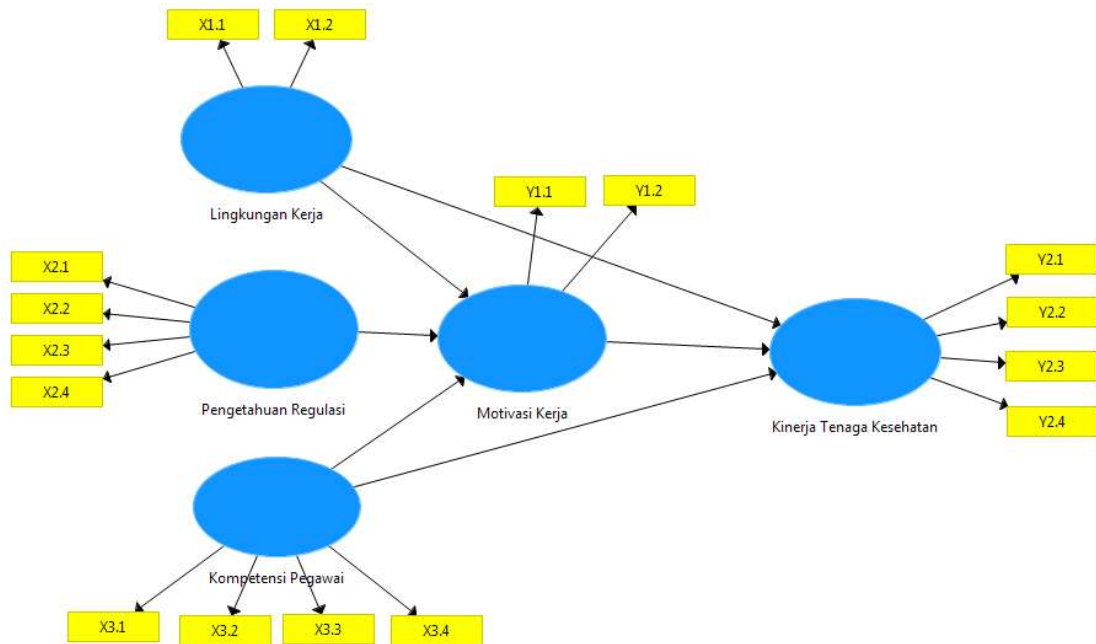 X1.1
X1.2
Lingkungan Kerja
Y1.1
Y1.2
X2.1
X2.2
X2.3
X2.4
Pengetahuan Regulasi
Motivasi Kerja
Y2.1
Y2.2
Y2.3
Y2.4
Kinerja Tenaga Kesehatan
Kompetensi Pegawai
X3.1
X3.2
X3.3
X3.4